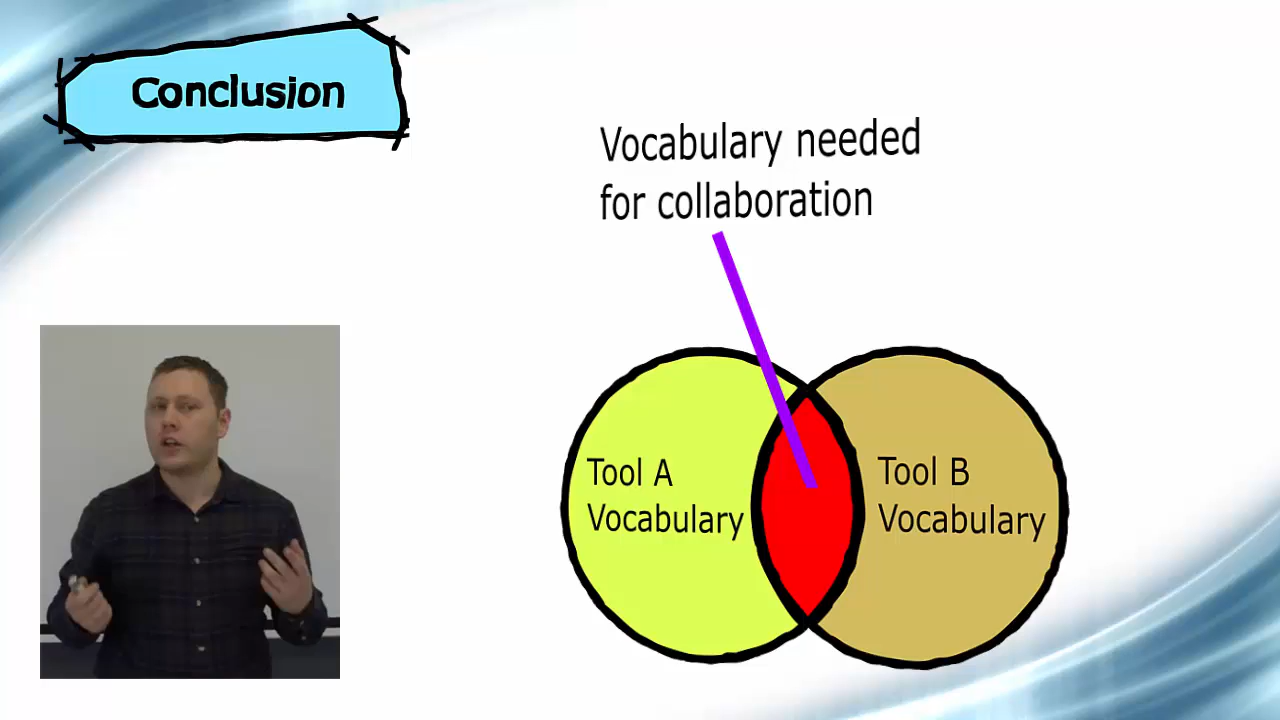 Conclusion
Vocabulary needed
for collaboration
Tool A
Vocabulary
Tool B
Vocabulary